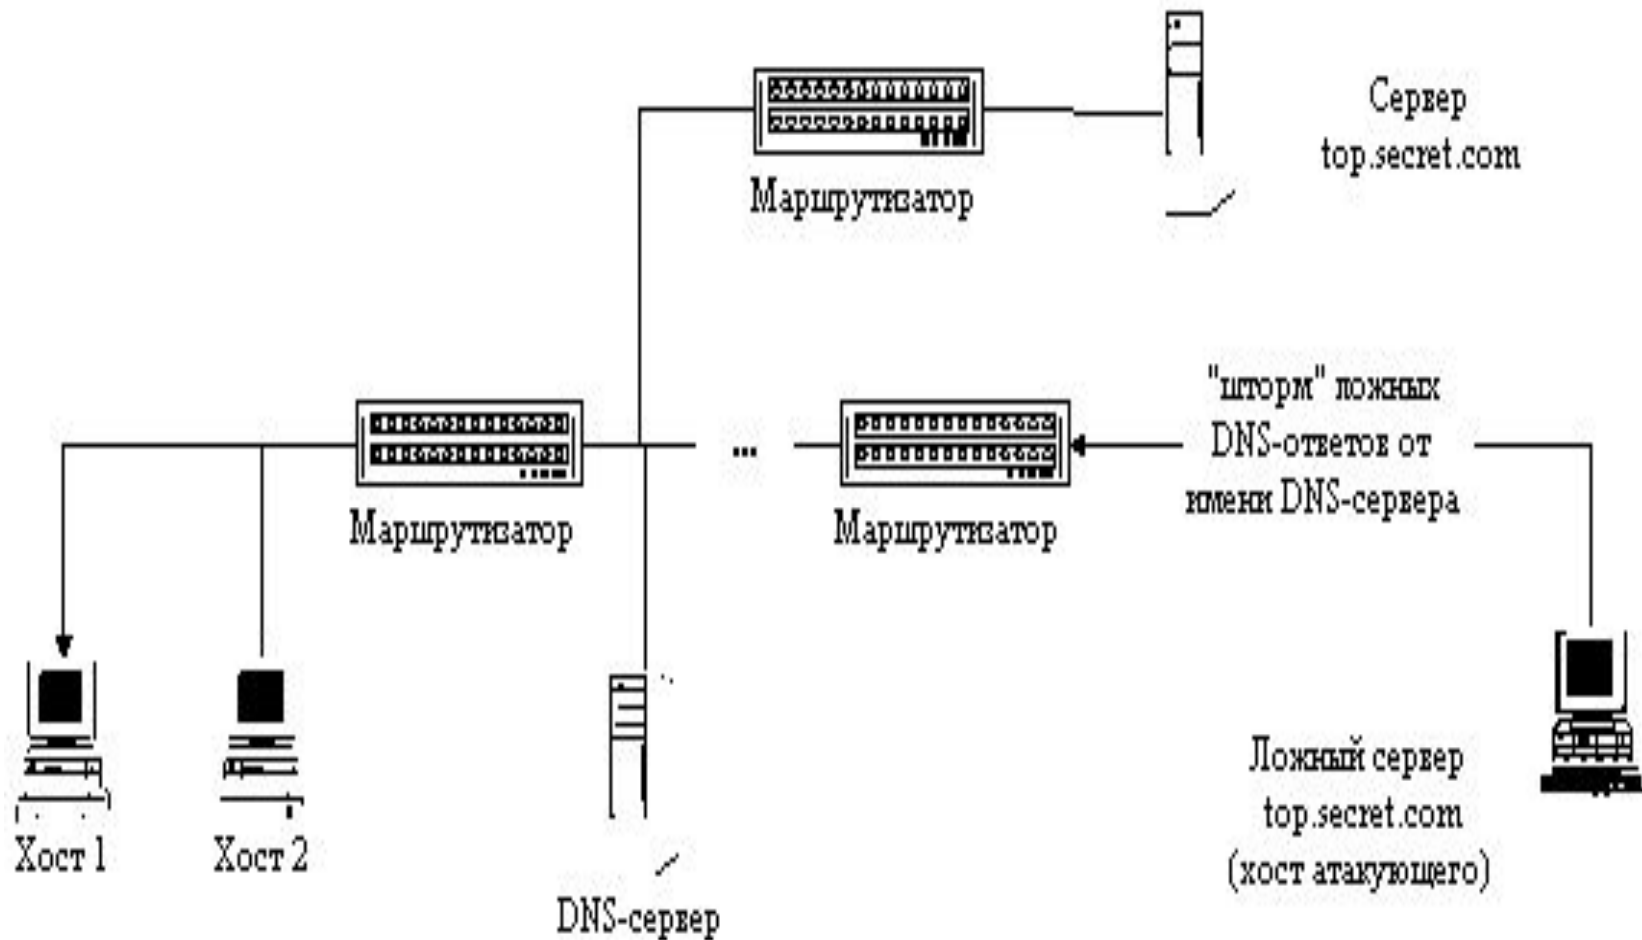 Сервер
top.secret.com
Маршрутизатор
"шторм" ложных
DNS-ответов от
имени DNS-сервера
...
Маршрутизатор
Маршрутизатор
Ложный сервер
top.secret.com
(хост атакующего)
Хост 1
Хост 2
DNS-сервер